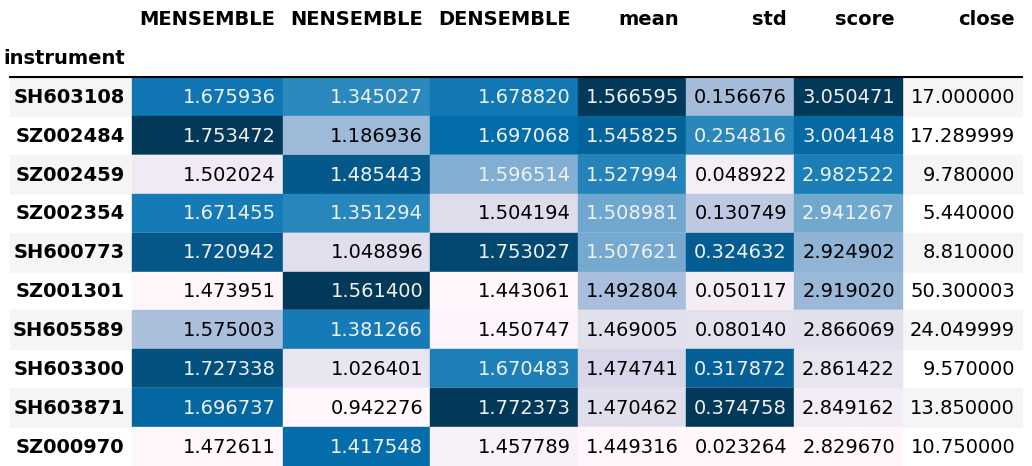 MENSEMBLE NENSEMBLE DENSEMBLE mean std score close
instrument
SH603108 1.675936 1.345027 1.678820 1.566595 0.156676 3.050471 17.000000
SZ002484 1.753472 1.186936 1.697068 1.545825 0.254816 3.004148 17.289999
SZ002459 1.502024 1.485443 1.596514 1.527994 0.048922 2.982522 9.780000
SZ002354 1.671455 1.351294 1.504194 1.508981 0.130749 2.941267 5.440000
SH600773 1.720942 1.048896 1.753027 1.507621 0.324632 2.924902 8.810000
SZ001301 1.473951 1.561400 1.443061 1.492804 0.050117 2.919020 50.300003
SH605589 1.575003 1.381266 1.450747 1.469005 0.080140 2.866069 24.049999
SH603300 1.727338 1.026401 1.670483 1.474741 0.317872 2.861422 9.570000
SH603871 1.696737 0.942276 1.772373 1.470462 0.374758 2.849162 13.850000
SZ000970 1.472611 1.417548 1.457789 1.449316 0.023264 2.829670 10.750000